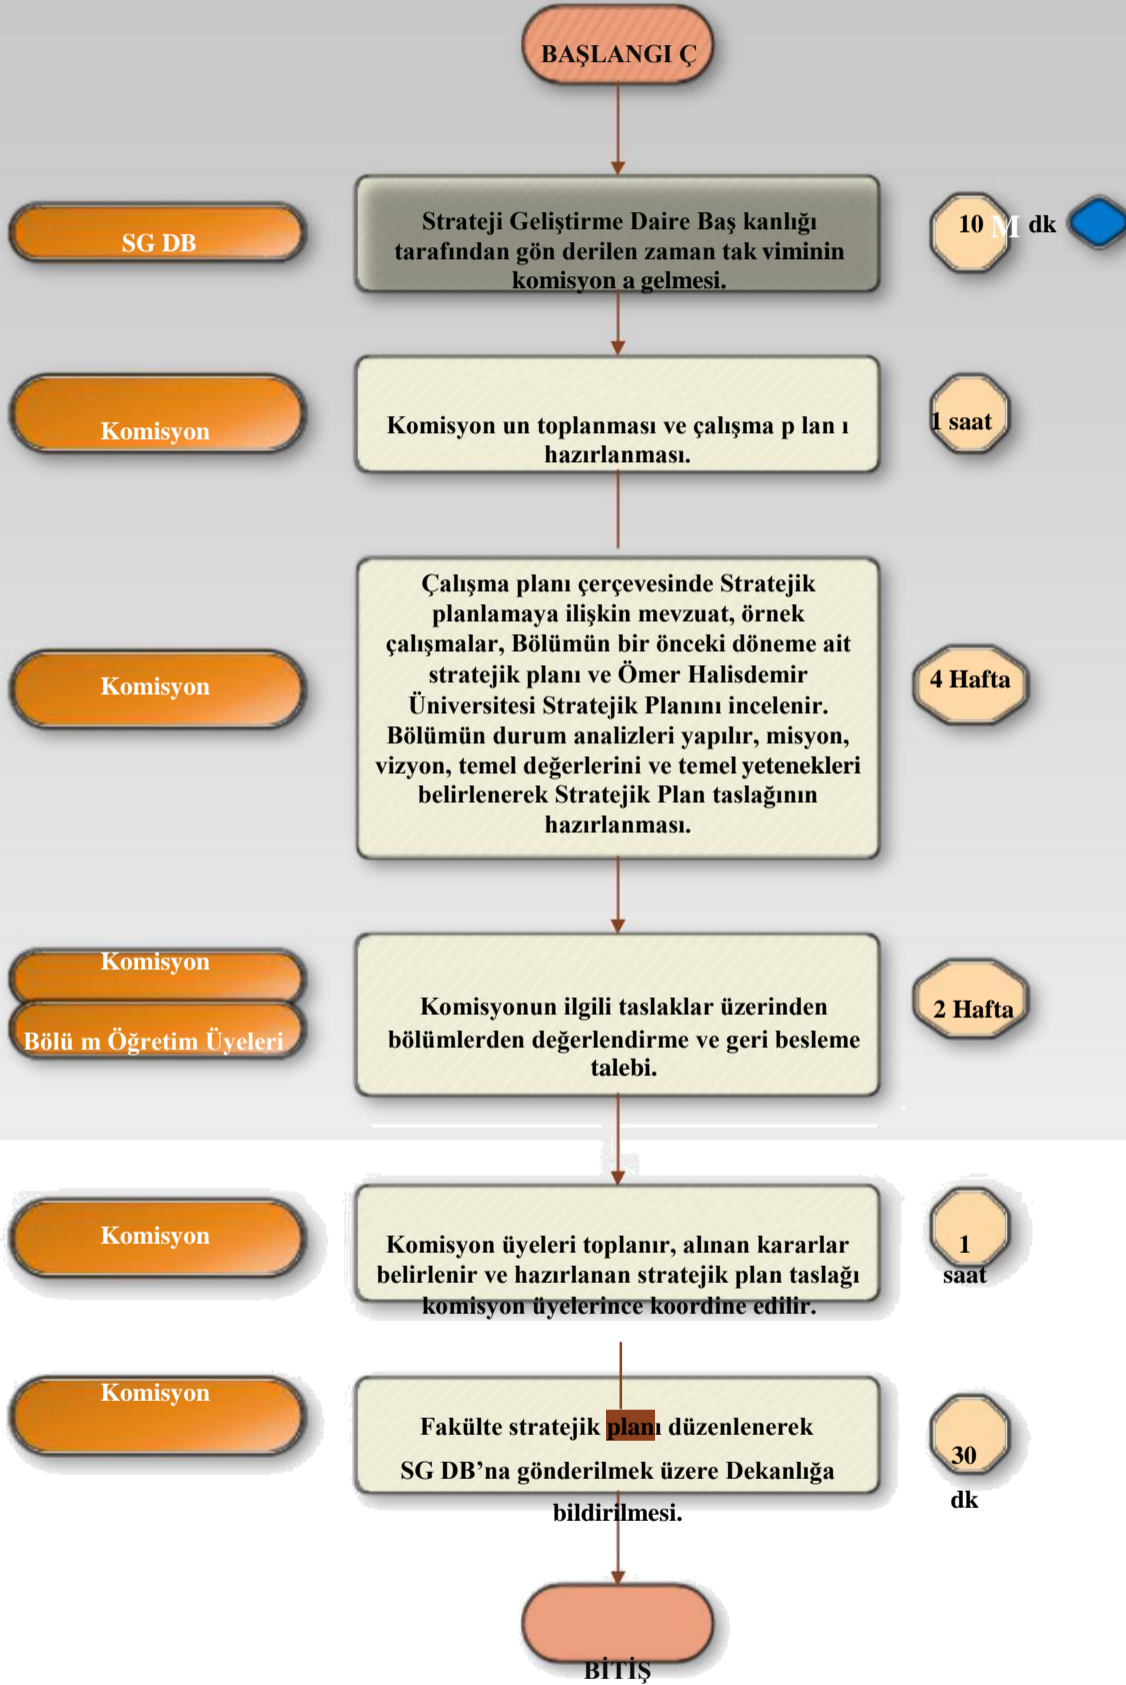 BAŞLANGI Ç
SG DB
Strateji Geliştirme Daire Baş kanlığı
tarafından gön derilen zaman tak viminin
komisyon a gelmesi.
10 M dk
Komisyon
Komisyon un toplanması ve çalışma p lan ı
hazırlanması.
1 saat
Komisyon
Çalışma planı çerçevesinde Stratejik
planlamaya ilişkin mevzuat, örnek
çalışmalar, Bölümün bir önceki döneme ait
stratejik planı ve Ömer Halisdemir
Üniversitesi Stratejik Planını incelenir.
Bölümün durum analizleri yapılır, misyon,
vizyon, temel değerlerini ve temel yetenekleri
belirlenerek Stratejik Plan taslağının
hazırlanması.
4 Hafta
Komisyon
Bölü m Öğretim Üyeleri
Komisyonun ilgili taslaklar üzerinden
bölümlerden değerlendirme ve geri besleme
talebi.
2 Hafta
Komisyon
Komisyon üyeleri toplanır, alınan kararlar
belirlenir ve hazırlanan stratejik plan taslağı
komisyon üyelerince koordine edilir.
1
saat
Komisyon
Fakülte stratejik planı düzenlenerek
SG DB’na gönderilmek üzere Dekanlığa
bildirilmesi.
30
dk
BİTİŞ